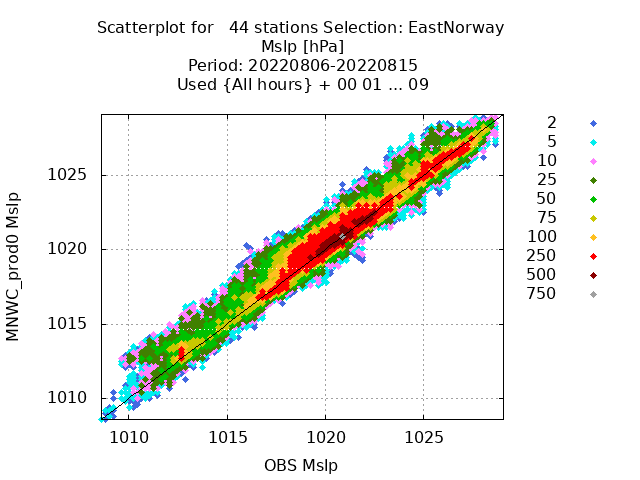 Scatterplot for   44 stations Selection: EastNorway
Mslp [hPa]
Period: 20220806-20220815
Used {All hours} + 00 01 ... 09
MNWC_prod0 Mslp
1025
1020
1015
1010
1010 1015 1020 1025
OBS Mslp
2
5
10
25
50
75
100
250
500
750